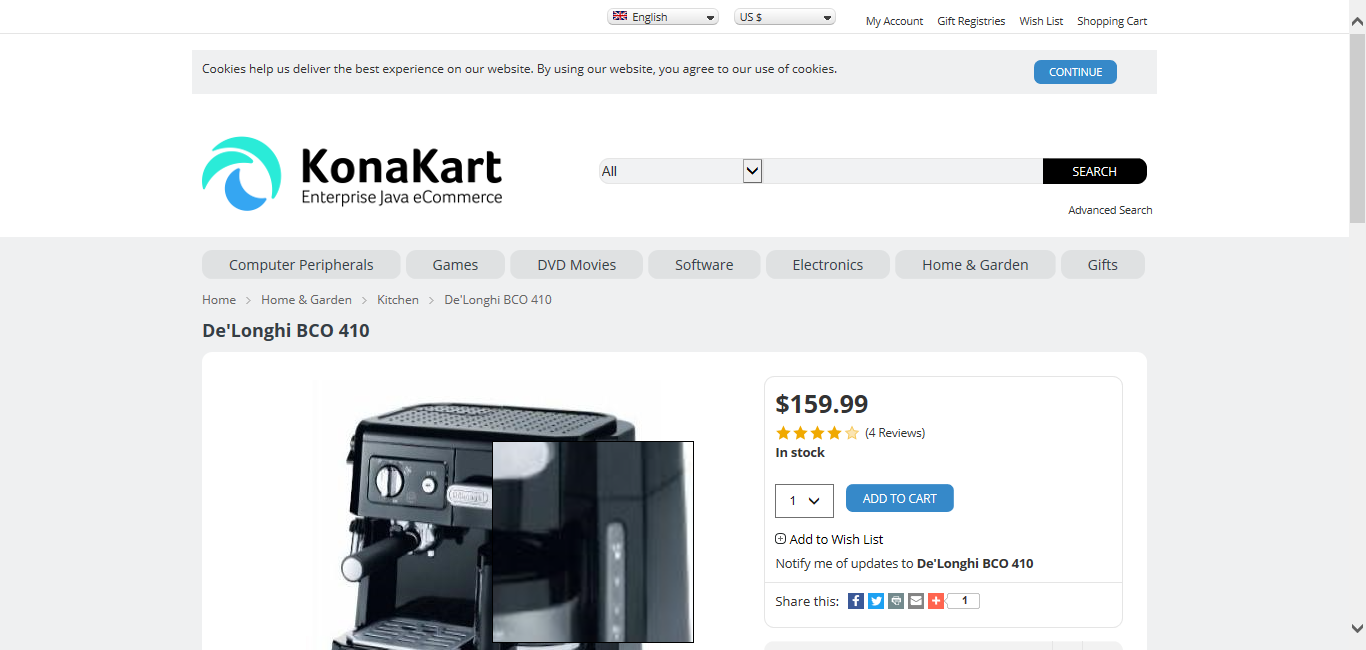 English
US $
My Account
Gift Registries
Wish List
Shopping Cart
Cookies help us deliver the best experience on our website. By using our website, you agree to our use of cookies.
CONTINUE
KonaKart
Enterprise Java eCommerce
All
SEARCH
Advanced Search
Computer Peripherals
Games
DVD Movies
Software
Electronics
Home & Garden
Gifts
Home > Home & Garden > Kitchen > De'Longhi BCO 410
De'Longhi BCO 410
$159.99
(4 Reviews)
In stock
1
ADD TO CART
Add to Wish List
Notify me of updates to De'Longhi BCO 410
Share this:
1